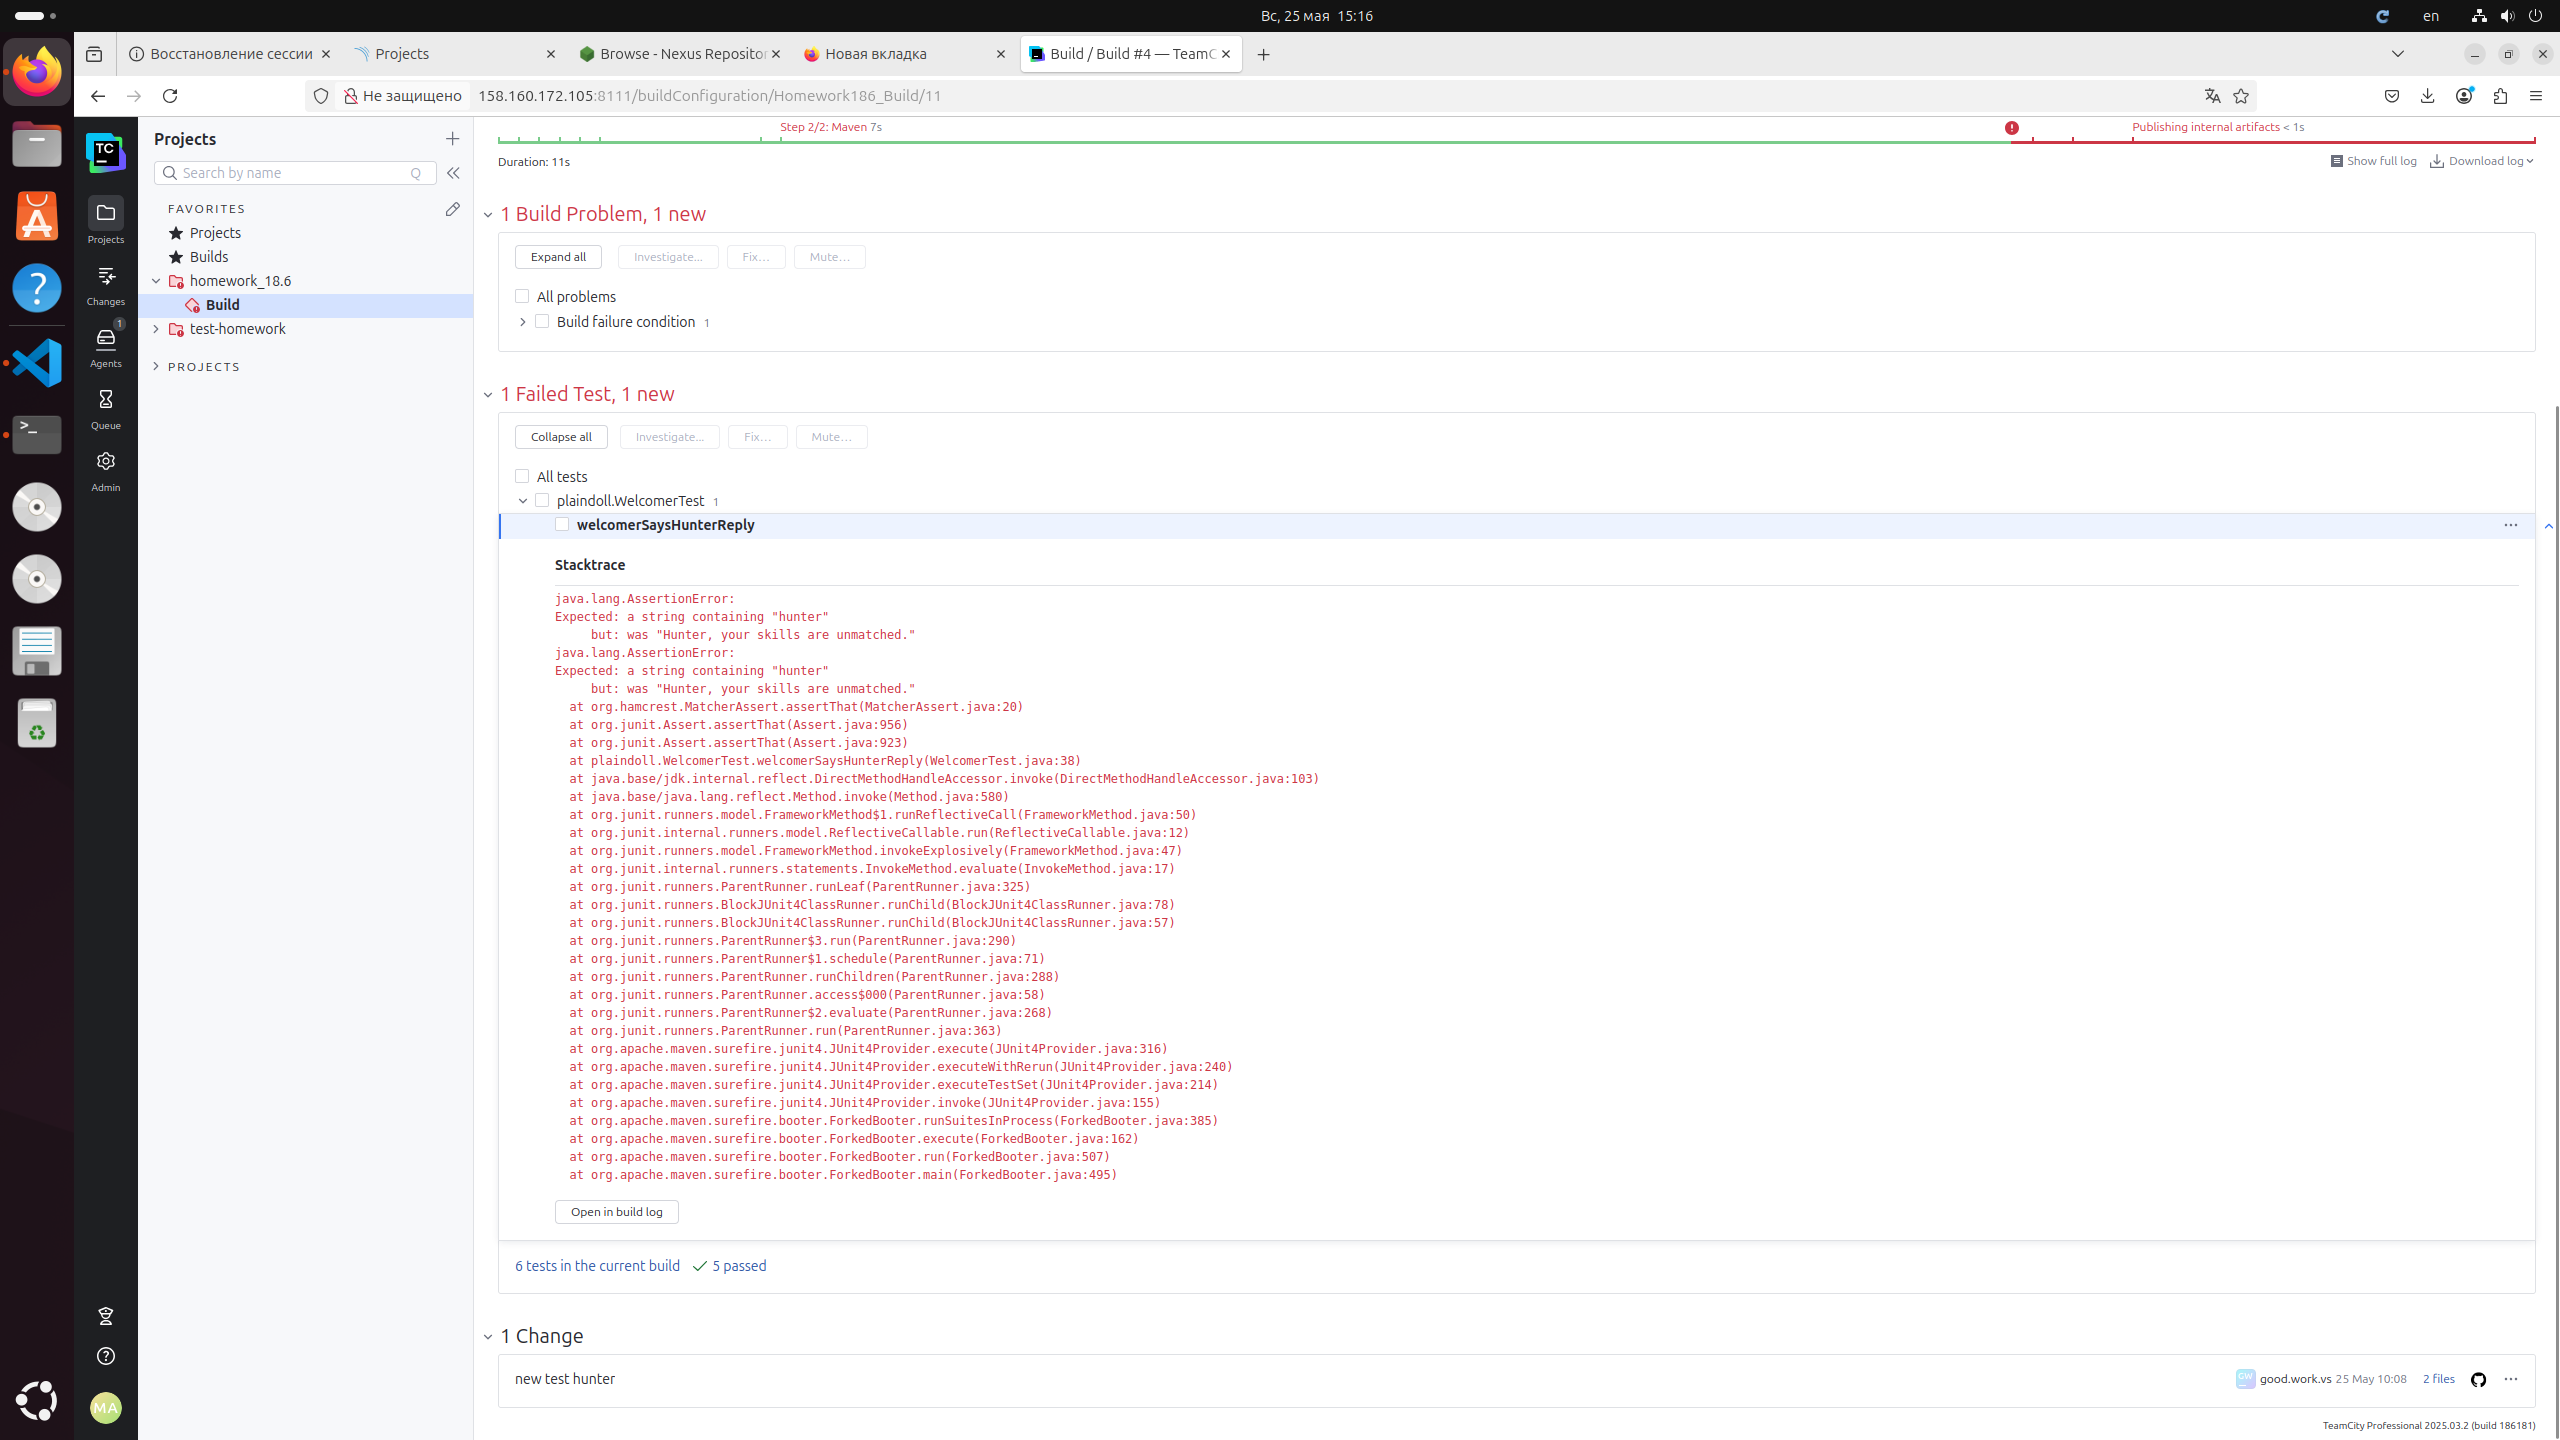 Вс, 25 мая 15:16
en
Восстановление сессии
Projects
Browse - Nexus Repositor
Новая вкладка
Build / Build #4 — TeamC
Не защищено
158.160.172.105:8111/buildConfiguration/Homework186_Build/11
TC
Projects
Changes
1
Agents
Queue
Admin
MA
Projects
Search by name
Q
FAVORITES
Projects
Builds
homework_18.6
Build
test-homework
PROJECTS
Step 2/2: Maven 7s
Publishing internal artifacts < 1s
Duration: 11s
Show full log
Download log
1 Build Problem, 1 new
Expand all
Investigate...
Fix...
Mute...
All problems
Build failure condition 1
1 Failed Test, 1 new
Collapse all
Investigate...
Fix...
Mute...
All tests
plaindoll.WelcomerTest 1
welcomerSaysHunterReply
Stacktrace
java.lang.AssertionError:
Expected: a string containing "hunter"
but: was "Hunter, your skills are unmatched."
java.lang.AssertionError:
Expected: a string containing "hunter"
but: was "Hunter, your skills are unmatched."
at org.hamcrest.MatcherAssert.assertThat(MatcherAssert.java:20)
at org.junit.Assert.assertThat(Assert.java:956)
at org.junit.Assert.assertThat(Assert.java:923)
at plaindoll.WelcomerTest.welcomerSaysHunterReply(WelcomerTest.java:38)
at java.base/jdk.internal.reflect.DirectMethodHandleAccessor.invoke(DirectMethodHandleAccessor.java:103)
at java.base/java.lang.reflect.Method.invoke(Method.java:580)
at org.junit.runners.model.FrameworkMethod$1.runReflectiveCall(FrameworkMethod.java:50)
at org.junit.internal.runners.model.ReflectiveCallable.run(ReflectiveCallable.java:12)
at org.junit.runners.model.FrameworkMethod.invokeExplosively(FrameworkMethod.java:47)
at org.junit.internal.runners.statements.InvokeMethod.evaluate(InvokeMethod.java:17)
at org.junit.runners.ParentRunner.runLeaf(ParentRunner.java:325)
at org.junit.runners.BlockJUnit4ClassRunner.runChild(BlockJUnit4ClassRunner.java:78)
at org.junit.runners.BlockJUnit4ClassRunner.runChild(BlockJUnit4ClassRunner.java:57)
at org.junit.runners.ParentRunner$3.run(ParentRunner.java:290)
at org.junit.runners.ParentRunner$1.schedule(ParentRunner.java:71)
at org.junit.runners.ParentRunner.runChildren(ParentRunner.java:288)
at org.junit.runners.ParentRunner.access$000(ParentRunner.java:58)
at org.junit.runners.ParentRunner$2.evaluate(ParentRunner.java:268)
at org.junit.runners.ParentRunner.run(ParentRunner.java:363)
at org.apache.maven.surefire.junit4.JUnit4Provider.execute(JUnit4Provider.java:316)
at org.apache.maven.surefire.junit4.JUnit4Provider.executeWithRerun(JUnit4Provider.java:240)
at org.apache.maven.surefire.junit4.JUnit4Provider.executeTestSet(JUnit4Provider.java:214)
at org.apache.maven.surefire.junit4.JUnit4Provider.invoke(JUnit4Provider.java:155)
at org.apache.maven.surefire.booter.ForkedBooter.runSuitesInProcess(ForkedBooter.java:385)
at org.apache.maven.surefire.booter.ForkedBooter.execute(ForkedBooter.java:162)
at org.apache.maven.surefire.booter.ForkedBooter.run(ForkedBooter.java:507)
at org.apache.maven.surefire.booter.ForkedBooter.main(ForkedBooter.java:495)
Open in build log
6 tests in the current build
5 passed
1 Change
new test hunter
GW
good.work.vs 25 May 10:08
2 files
TeamCity Professional 2025.03.2 (build 186181)